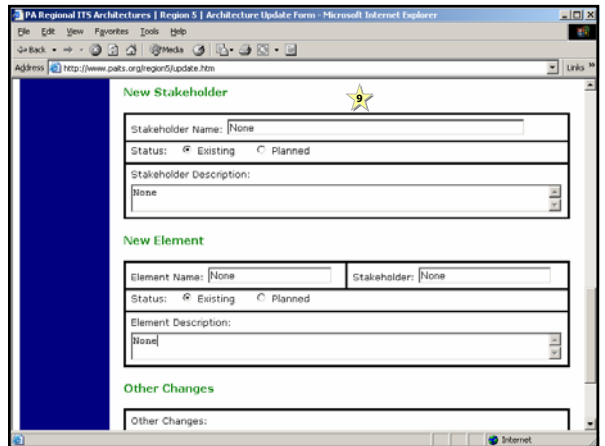 PA Regional ITS Architectures | Region 5 | Architecture Update Form - Microsoft Internet Explorer
File Edit View Favorites Tools Help
Back Media
Address http://www.paits.org/region5/update.htm Links »
New Stakeholder
9
Stakeholder Name: None
Status: Existing Planned
Stakeholder Description:
None
New Element
Element Name: None Stakeholder: None
Status: Existing Planned
Element Description:
None
Other Changes
Other Changes:
Internet